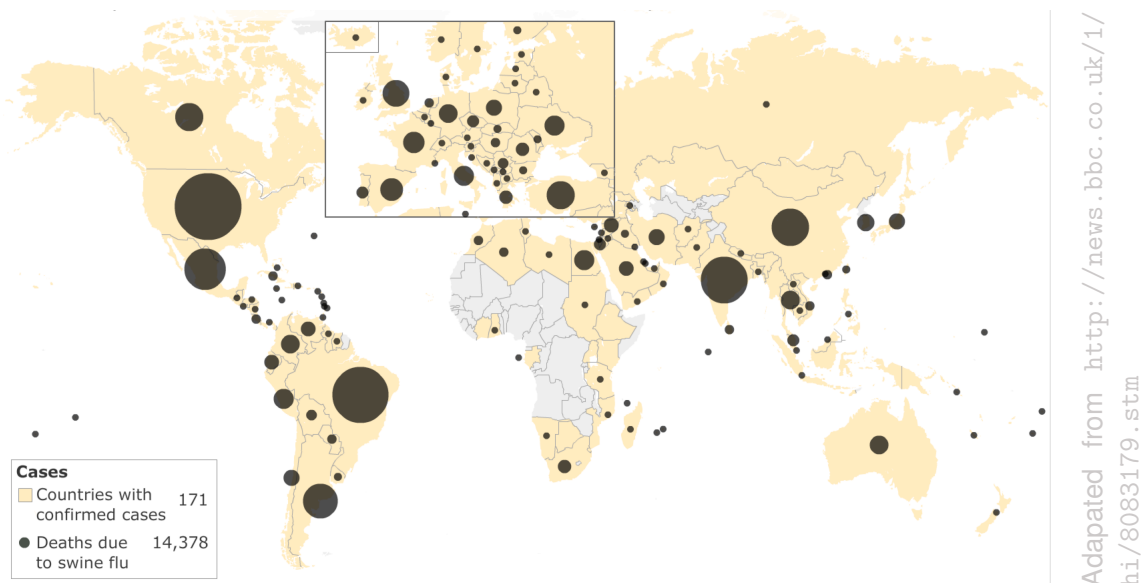 Cases
Countries with 171
confirmed cases
Deaths due 14,378
to swine flu
Adapated from http://news.bbc.co.uk/1/
hi/8083179.stm